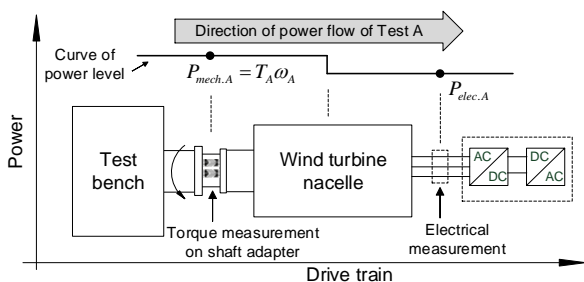 Direction of power flow of Test A
Curve of
power level
P_mech.A = T_A ω_A
P_elec.A
Power
Test
bench
Wind turbine
nacelle
AC
DC
DC
AC
Torque measurement
on shaft adapter
Electrical
measurement
Drive train